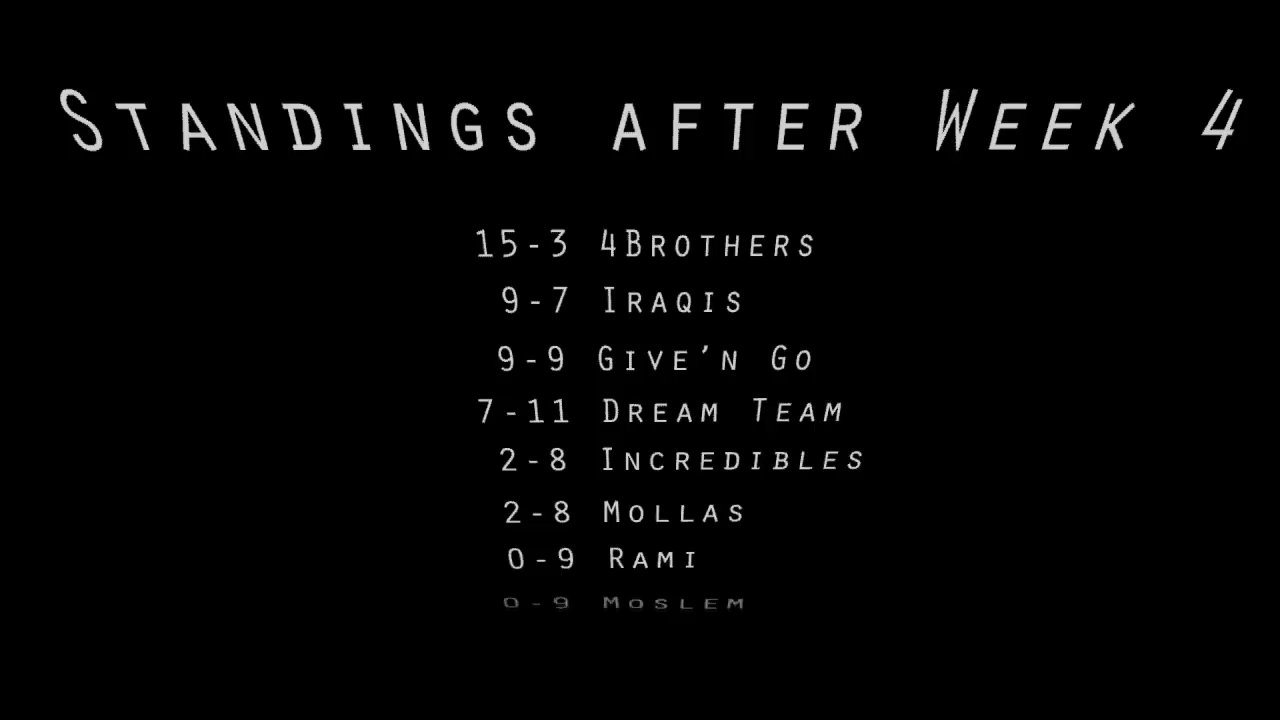 Standings after Week 4
15-3 4Brothers
9-7 Iraqis
9-9 Give'n Go
7-11 Dream Team
2-8 Incredibles
2-8 Mollas
0-9 Rami
0-9 Moslem